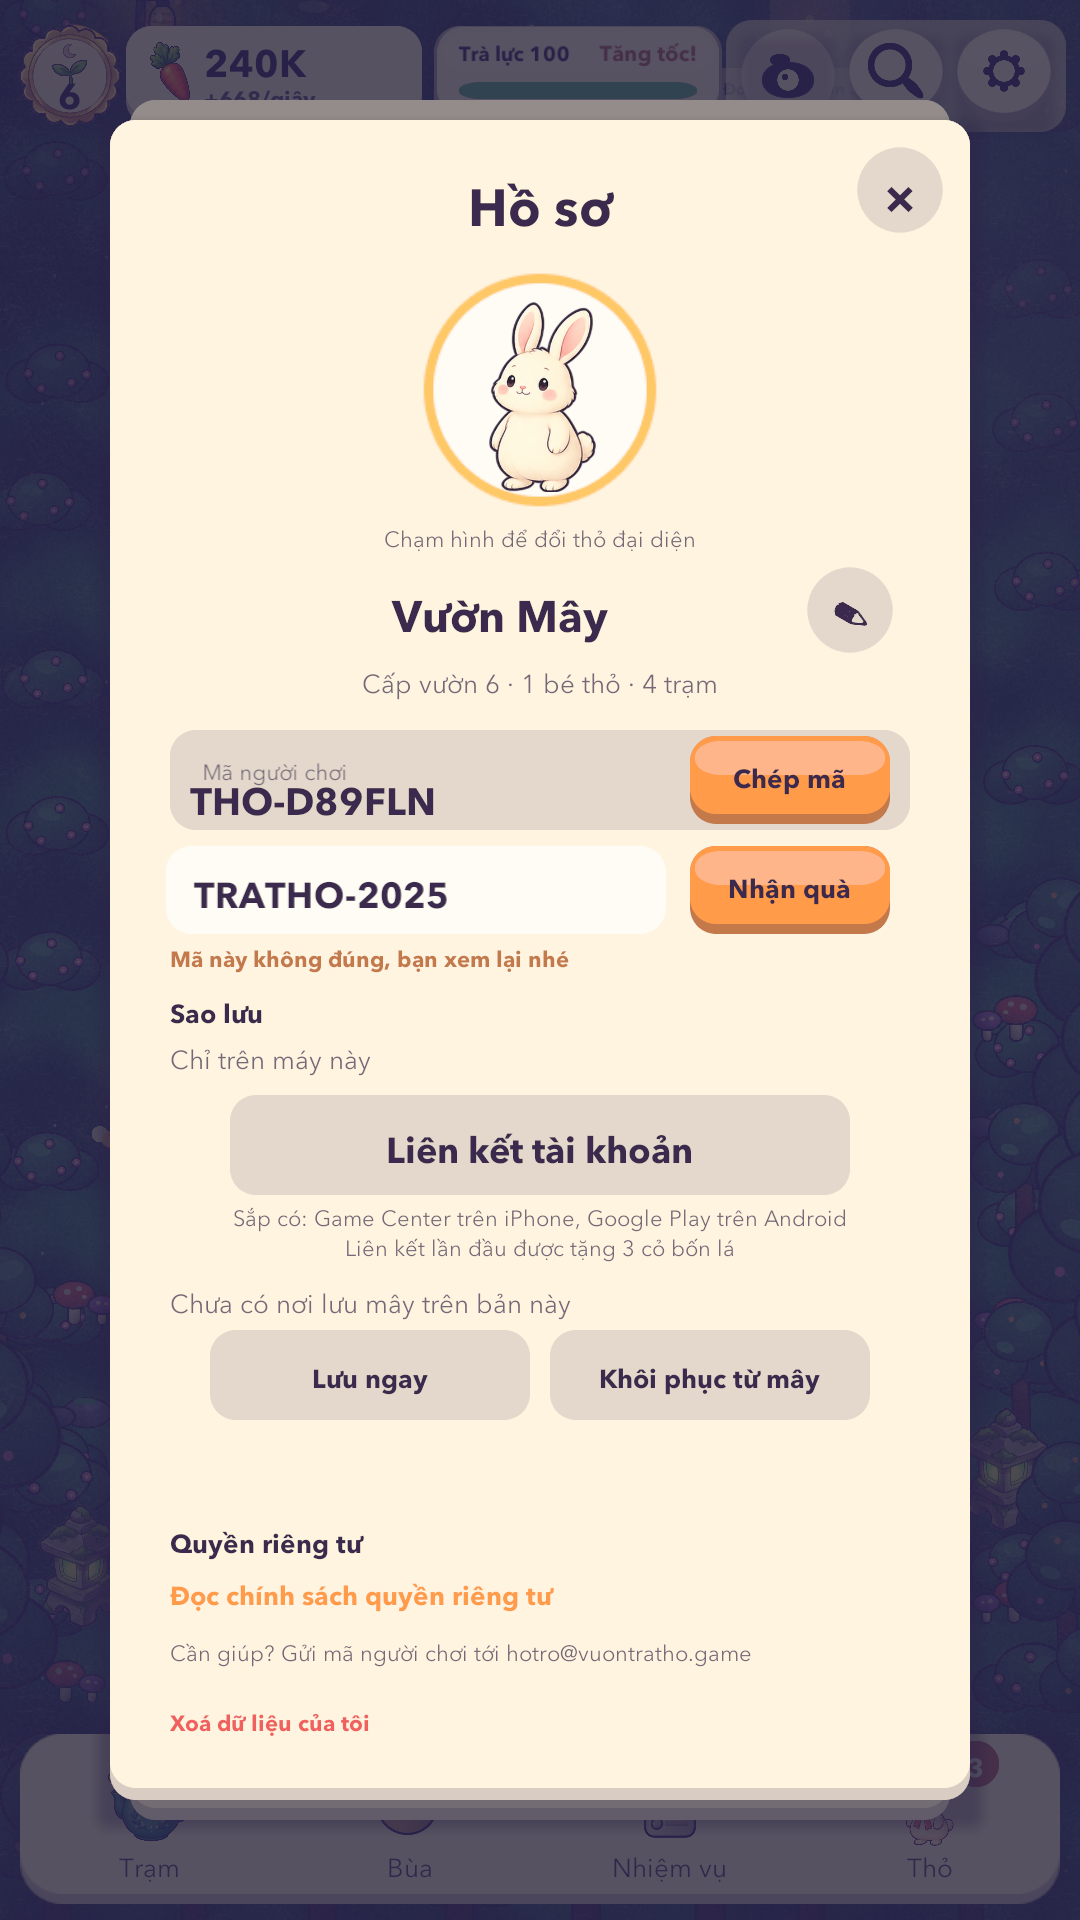 6
240K
+668/giây
Trà lực 100
Tăng tốc!
Hồ sơ
×
Chạm hình để đổi thỏ đại diện
Vườn Mây
Cấp vườn 6 · 1 bé thỏ · 4 trạm
Mã người chơi
THO-D89FLN
Chép mã
TRATHO-2025
Nhận quà
Mã này không đúng, bạn xem lại nhé
Sao lưu
Chỉ trên máy này
Liên kết tài khoản
Sắp có: Game Center trên iPhone, Google Play trên Android
Liên kết lần đầu được tặng 3 cỏ bốn lá
Chưa có nơi lưu mây trên bản này
Lưu ngay
Khôi phục từ mây
Quyền riêng tư
Đọc chính sách quyền riêng tư
Cần giúp? Gửi mã người chơi tới hotro@vuontratho.game
Xoá dữ liệu của tôi
3
Trạm
Bùa
Nhiệm vụ
Thỏ